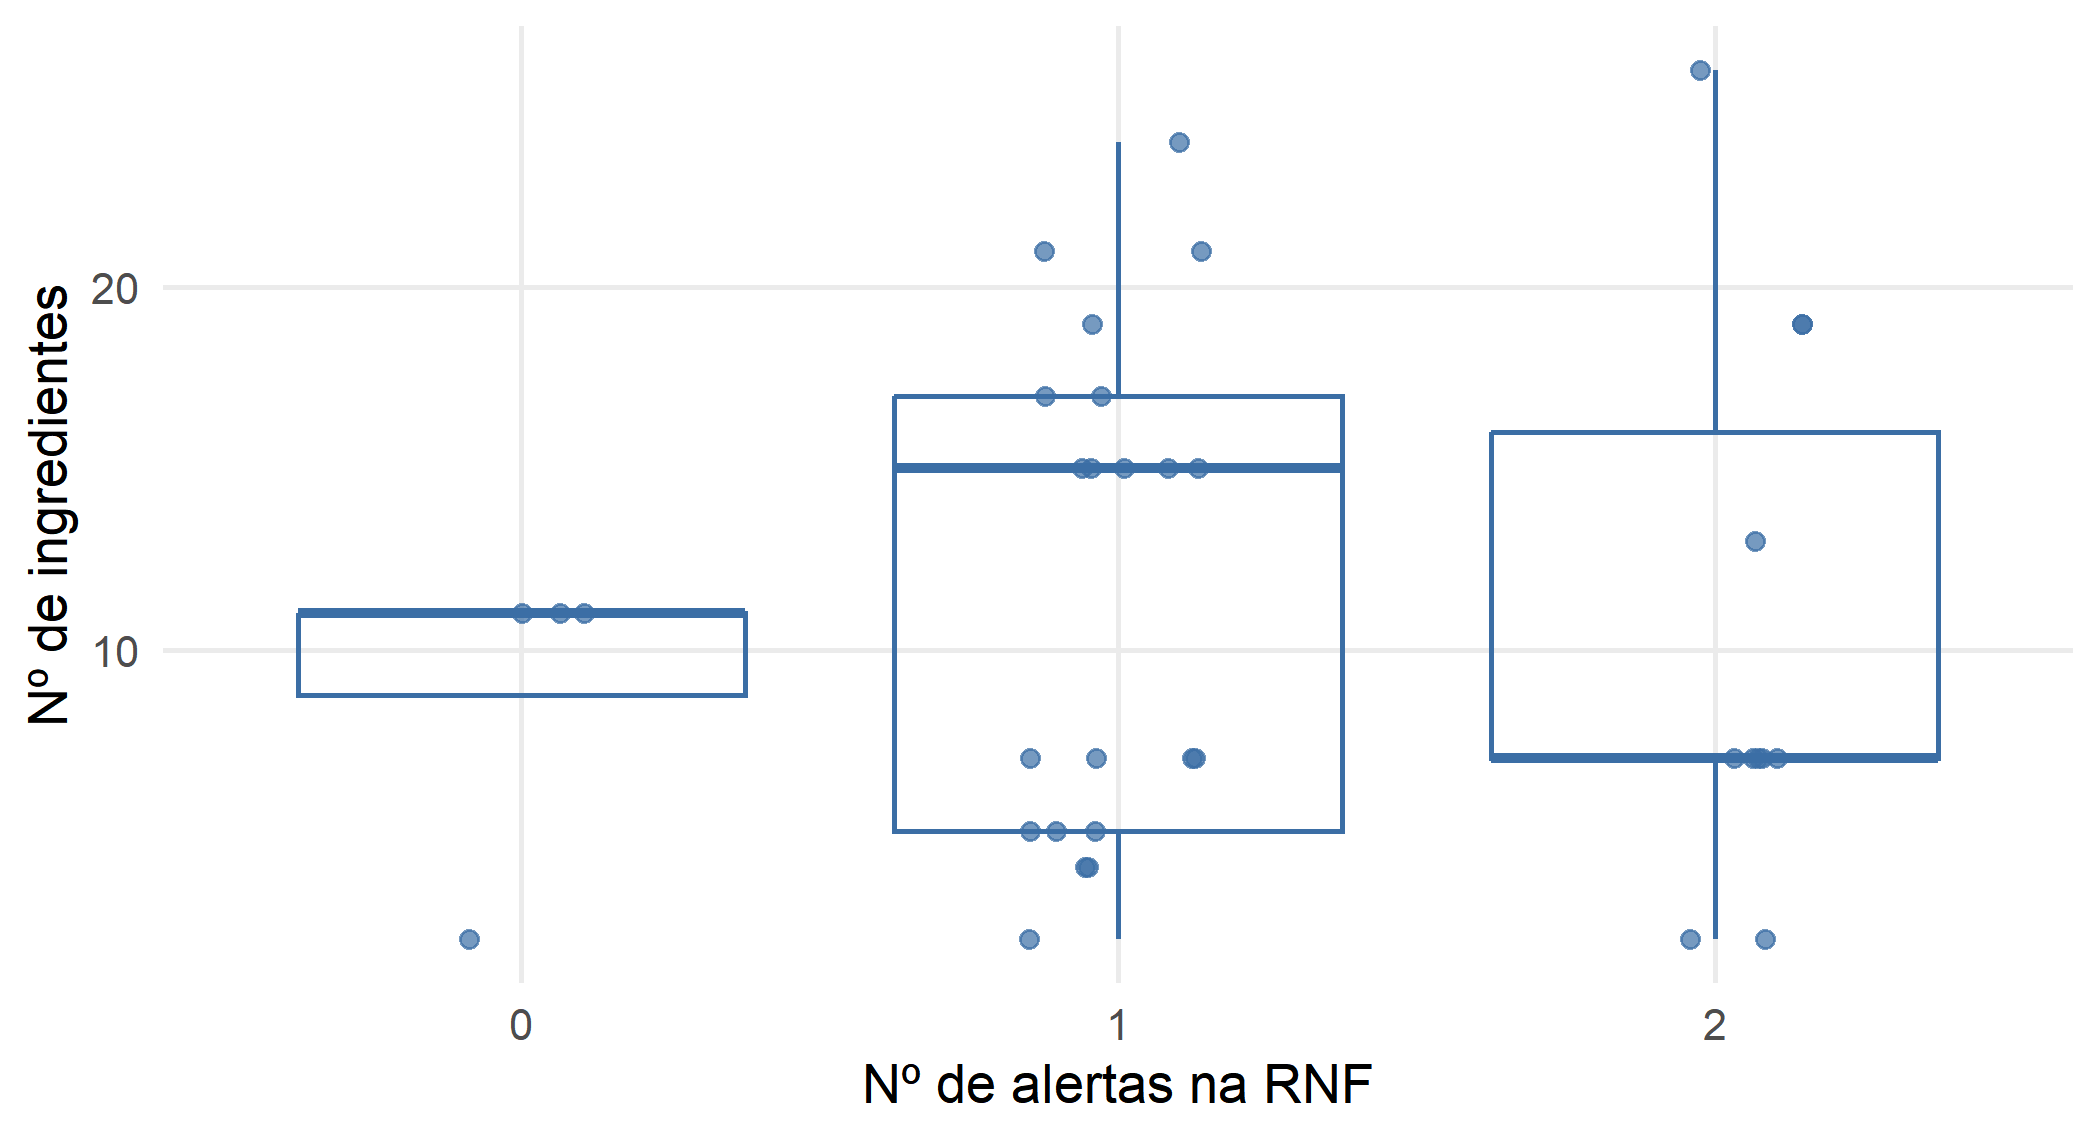 Nº de ingredientes
20
10
0 1 2
Nº de alertas na RNF